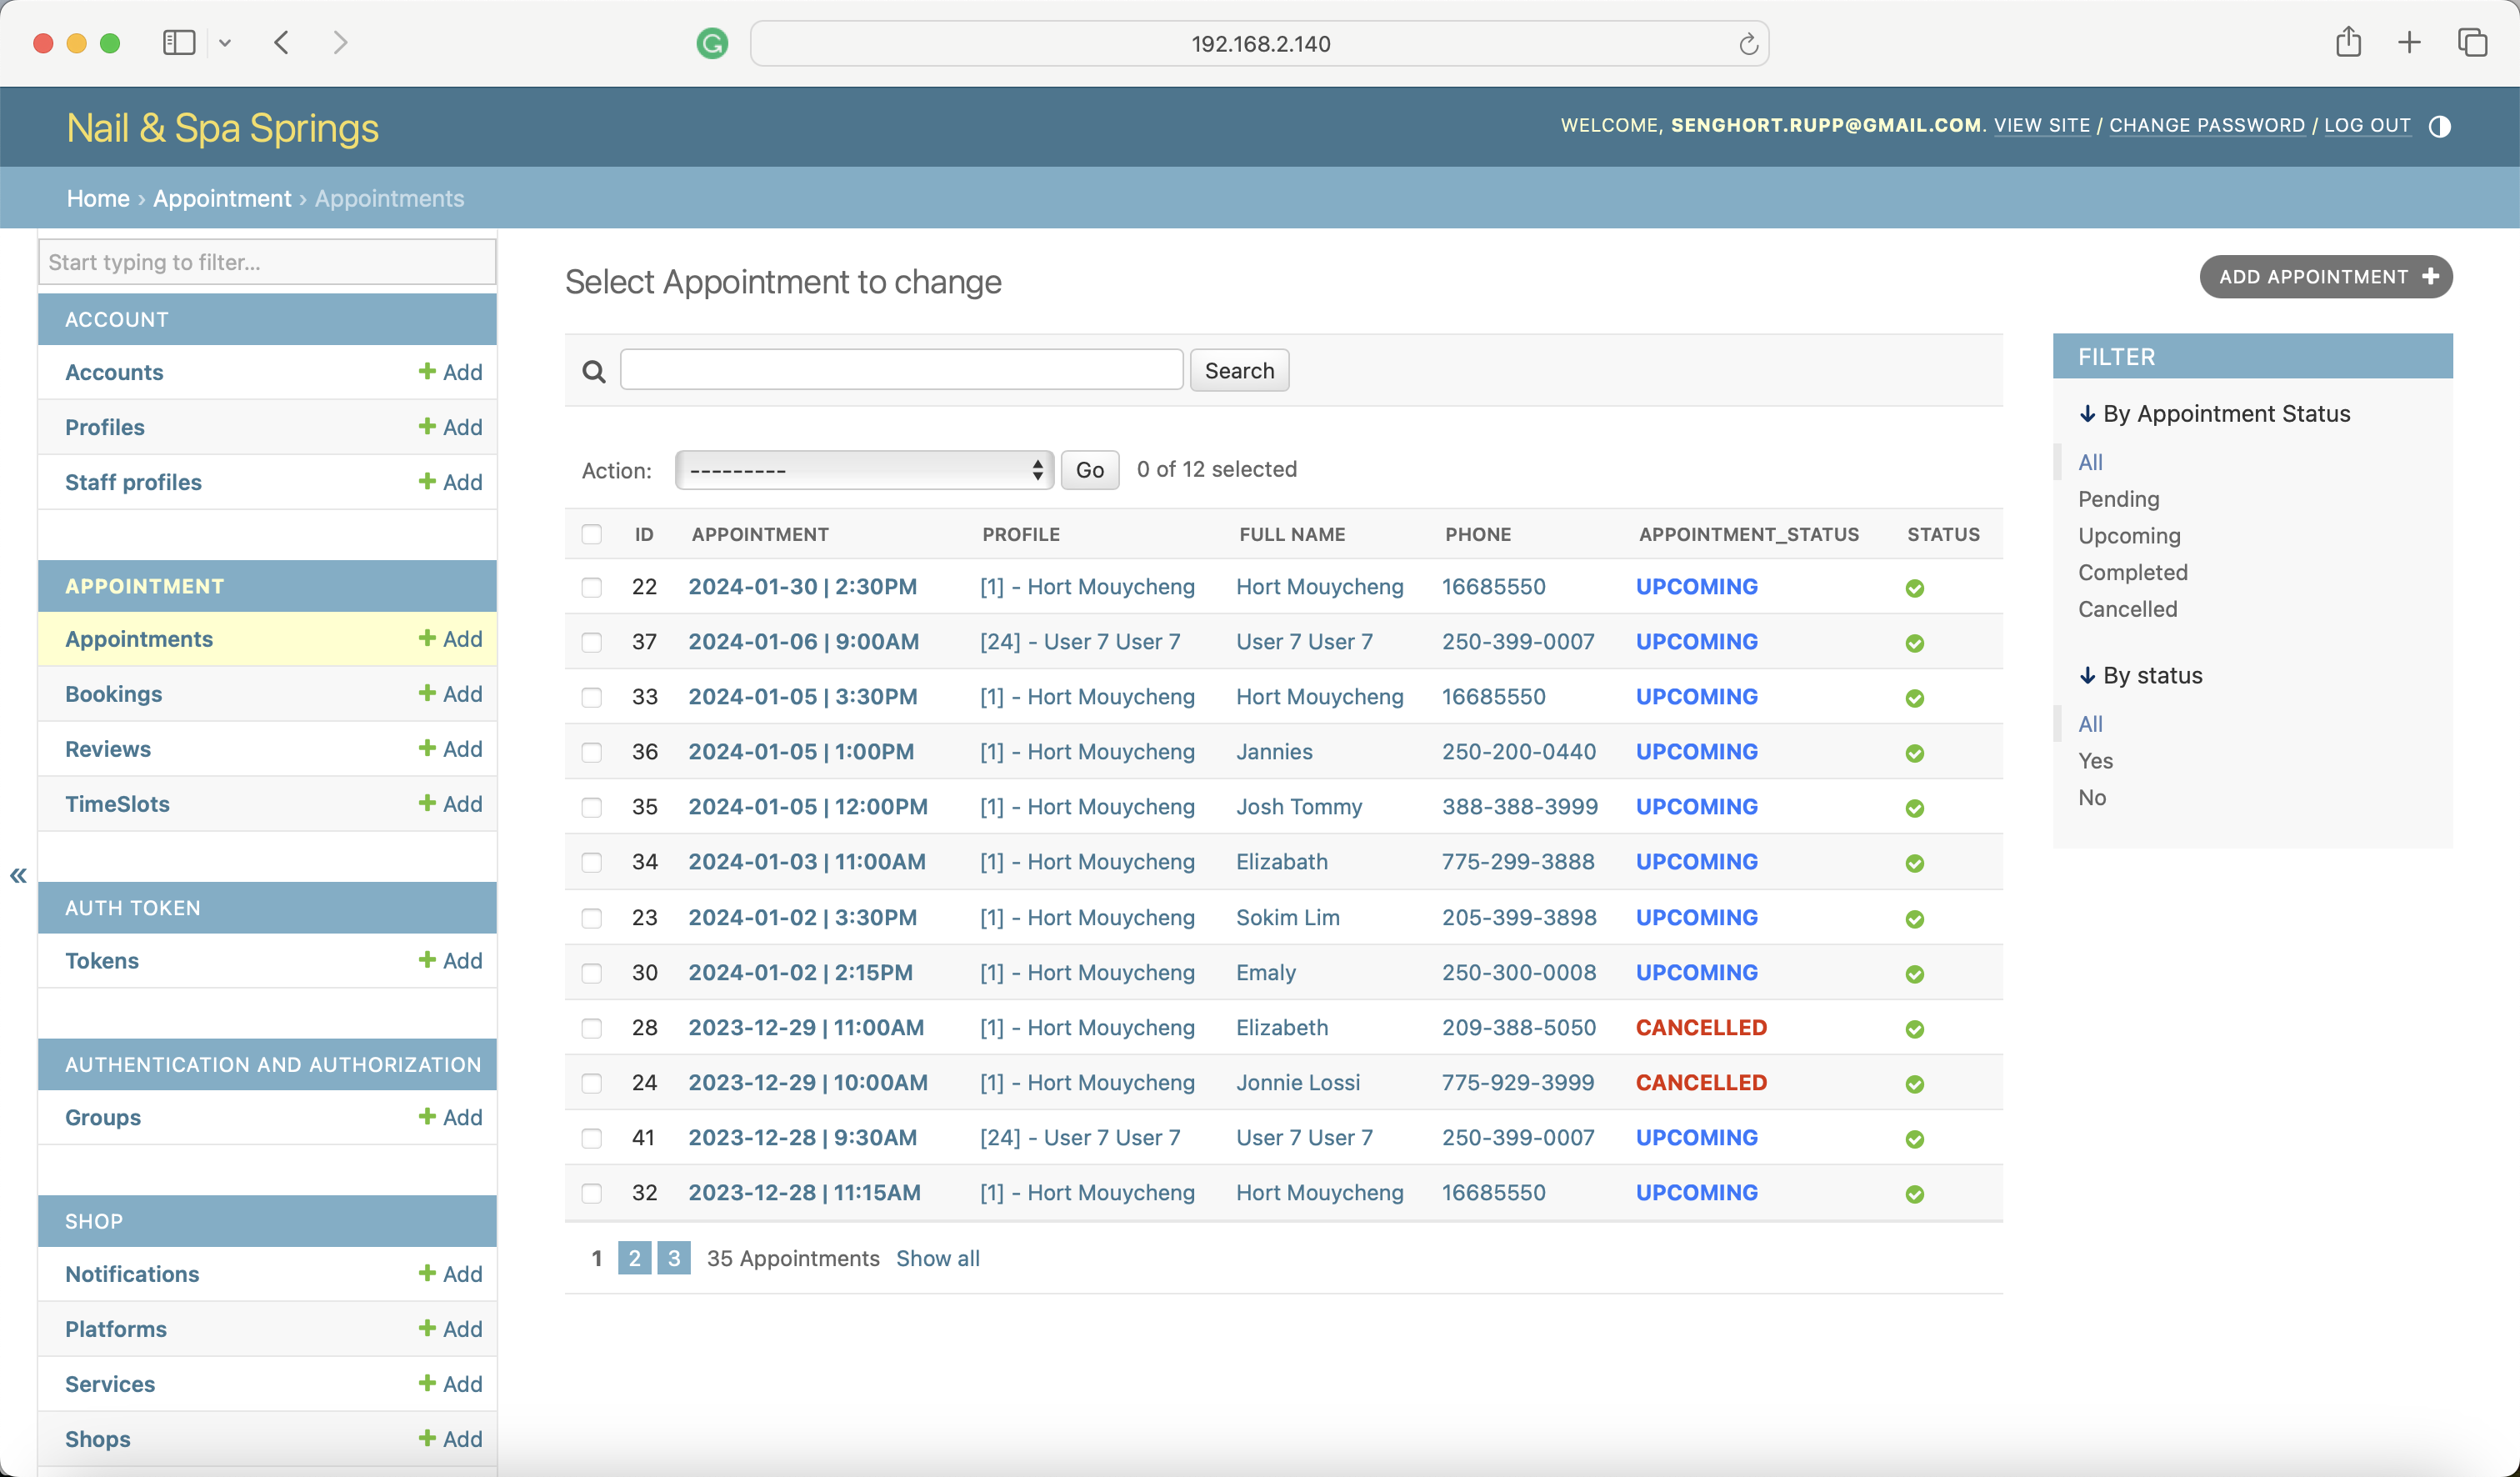 192.168.2.140
Nail & Spa Springs
WELCOME, SENGHORT.RUPP@GMAIL.COM. VIEW SITE / CHANGE PASSWORD / LOG OUT
Home › Appointment › Appointments
Start typing to filter...
ACCOUNT
Accounts + Add
Profiles + Add
Staff profiles + Add
APPOINTMENT
Appointments + Add
Bookings + Add
Reviews + Add
TimeSlots + Add
«
AUTH TOKEN
Tokens + Add
AUTHENTICATION AND AUTHORIZATION
Groups + Add
SHOP
Notifications + Add
Platforms + Add
Services + Add
Shops + Add
Select Appointment to change
ADD APPOINTMENT +
Search
Action: --------- Go 0 of 12 selected
ID APPOINTMENT PROFILE FULL NAME PHONE APPOINTMENT_STATUS STATUS
22 2024-01-30 | 2:30PM [1] - Hort Mouycheng Hort Mouycheng 16685550 UPCOMING
37 2024-01-06 | 9:00AM [24] - User 7 User 7 User 7 User 7 250-399-0007 UPCOMING
33 2024-01-05 | 3:30PM [1] - Hort Mouycheng Hort Mouycheng 16685550 UPCOMING
36 2024-01-05 | 1:00PM [1] - Hort Mouycheng Jannies 250-200-0440 UPCOMING
35 2024-01-05 | 12:00PM [1] - Hort Mouycheng Josh Tommy 388-388-3999 UPCOMING
34 2024-01-03 | 11:00AM [1] - Hort Mouycheng Elizabath 775-299-3888 UPCOMING
23 2024-01-02 | 3:30PM [1] - Hort Mouycheng Sokim Lim 205-399-3898 UPCOMING
30 2024-01-02 | 2:15PM [1] - Hort Mouycheng Emaly 250-300-0008 UPCOMING
28 2023-12-29 | 11:00AM [1] - Hort Mouycheng Elizabeth 209-388-5050 CANCELLED
24 2023-12-29 | 10:00AM [1] - Hort Mouycheng Jonnie Lossi 775-929-3999 CANCELLED
41 2023-12-28 | 9:30AM [24] - User 7 User 7 User 7 User 7 250-399-0007 UPCOMING
32 2023-12-28 | 11:15AM [1] - Hort Mouycheng Hort Mouycheng 16685550 UPCOMING
1 2 3 35 Appointments Show all
FILTER
↓ By Appointment Status
All
Pending
Upcoming
Completed
Cancelled
↓ By status
All
Yes
No